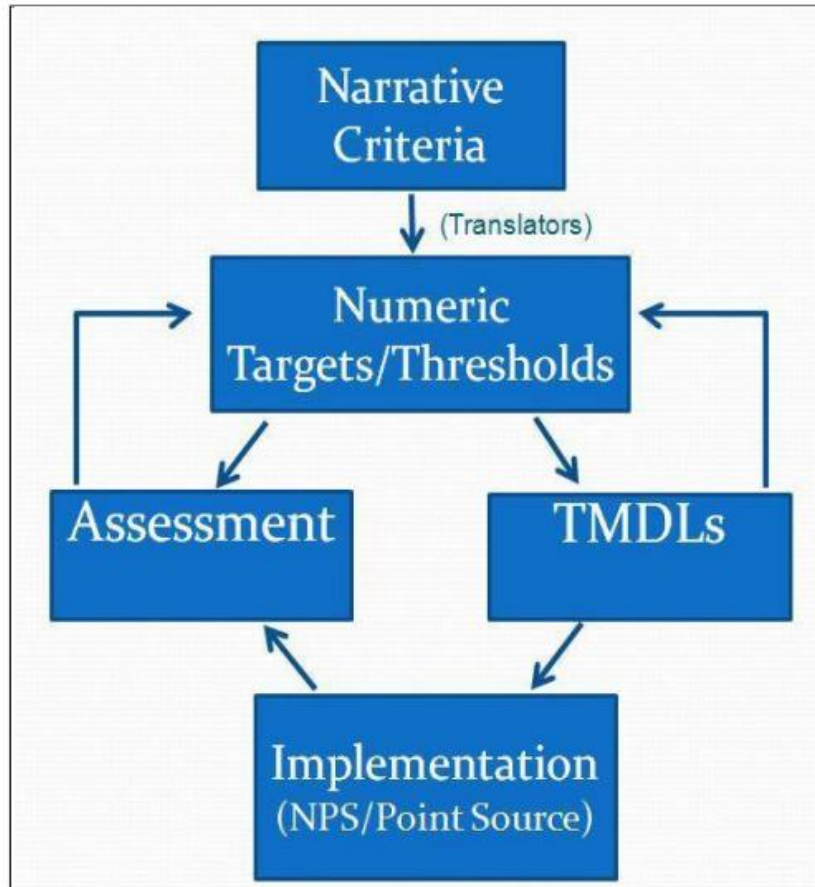 Narrative
Criteria
(Translators)
Numeric
Targets/Thresholds
Assessment
TMDLs
Implementation
(NPS/Point Source)